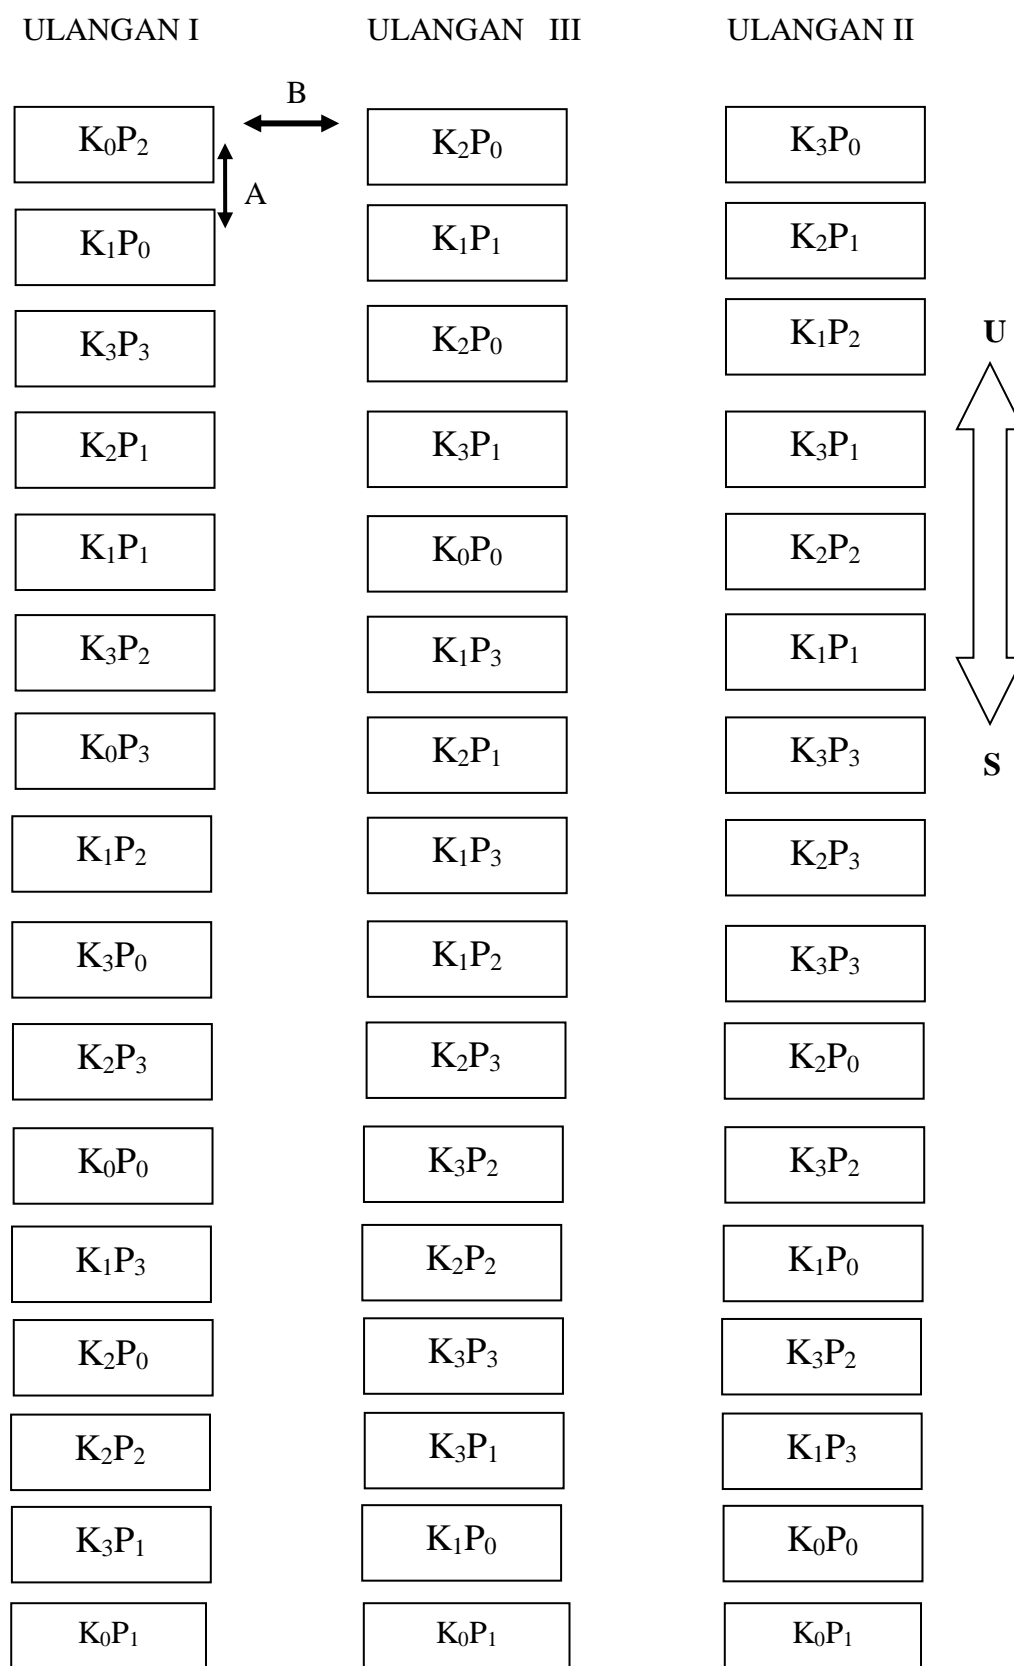 ULANGAN I ULANGAN III ULANGAN II
B
K₀P₂ K₂P₀ K₃P₀
A
K₁P₀ K₁P₁ K₂P₁
K₃P₃ K₂P₀ K₁P₂
U
K₂P₁ K₃P₁ K₃P₁
K₁P₁ K₀P₀ K₂P₂
K₃P₂ K₁P₃ K₁P₁
K₀P₃ K₂P₁ K₃P₃
S
K₁P₂ K₁P₃ K₂P₃
K₃P₀ K₁P₂ K₃P₃
K₂P₃ K₂P₃ K₂P₀
K₀P₀ K₃P₂ K₃P₂
K₁P₃ K₂P₂ K₁P₀
K₂P₀ K₃P₃ K₃P₂
K₂P₂ K₃P₁ K₁P₃
K₃P₁ K₁P₀ K₀P₀
K₀P₁ K₀P₁ K₀P₁